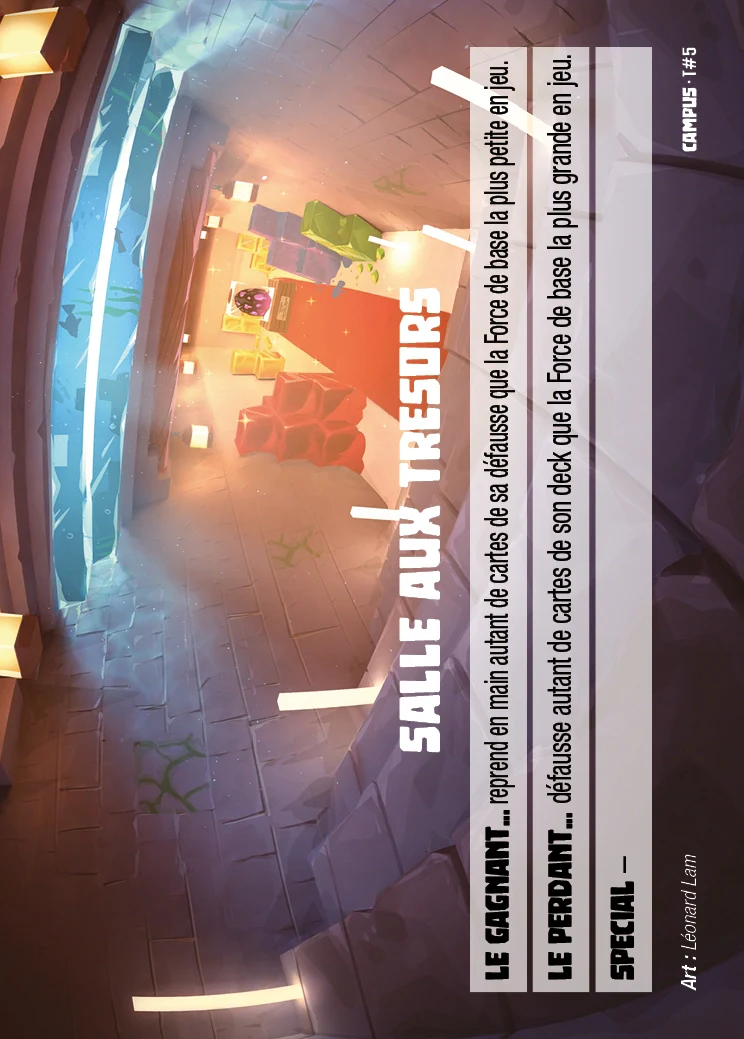 SALLE AUX TRESORS
LE GAGNANT... reprend en main autant de cartes de sa défausse que la Force de base la plus petite en jeu.
LE PERDANT... défausse autant de cartes de son deck que la Force de base la plus grande en jeu.
SPECIAL –
Art : Léonard Lam
CAMPUS · T#5